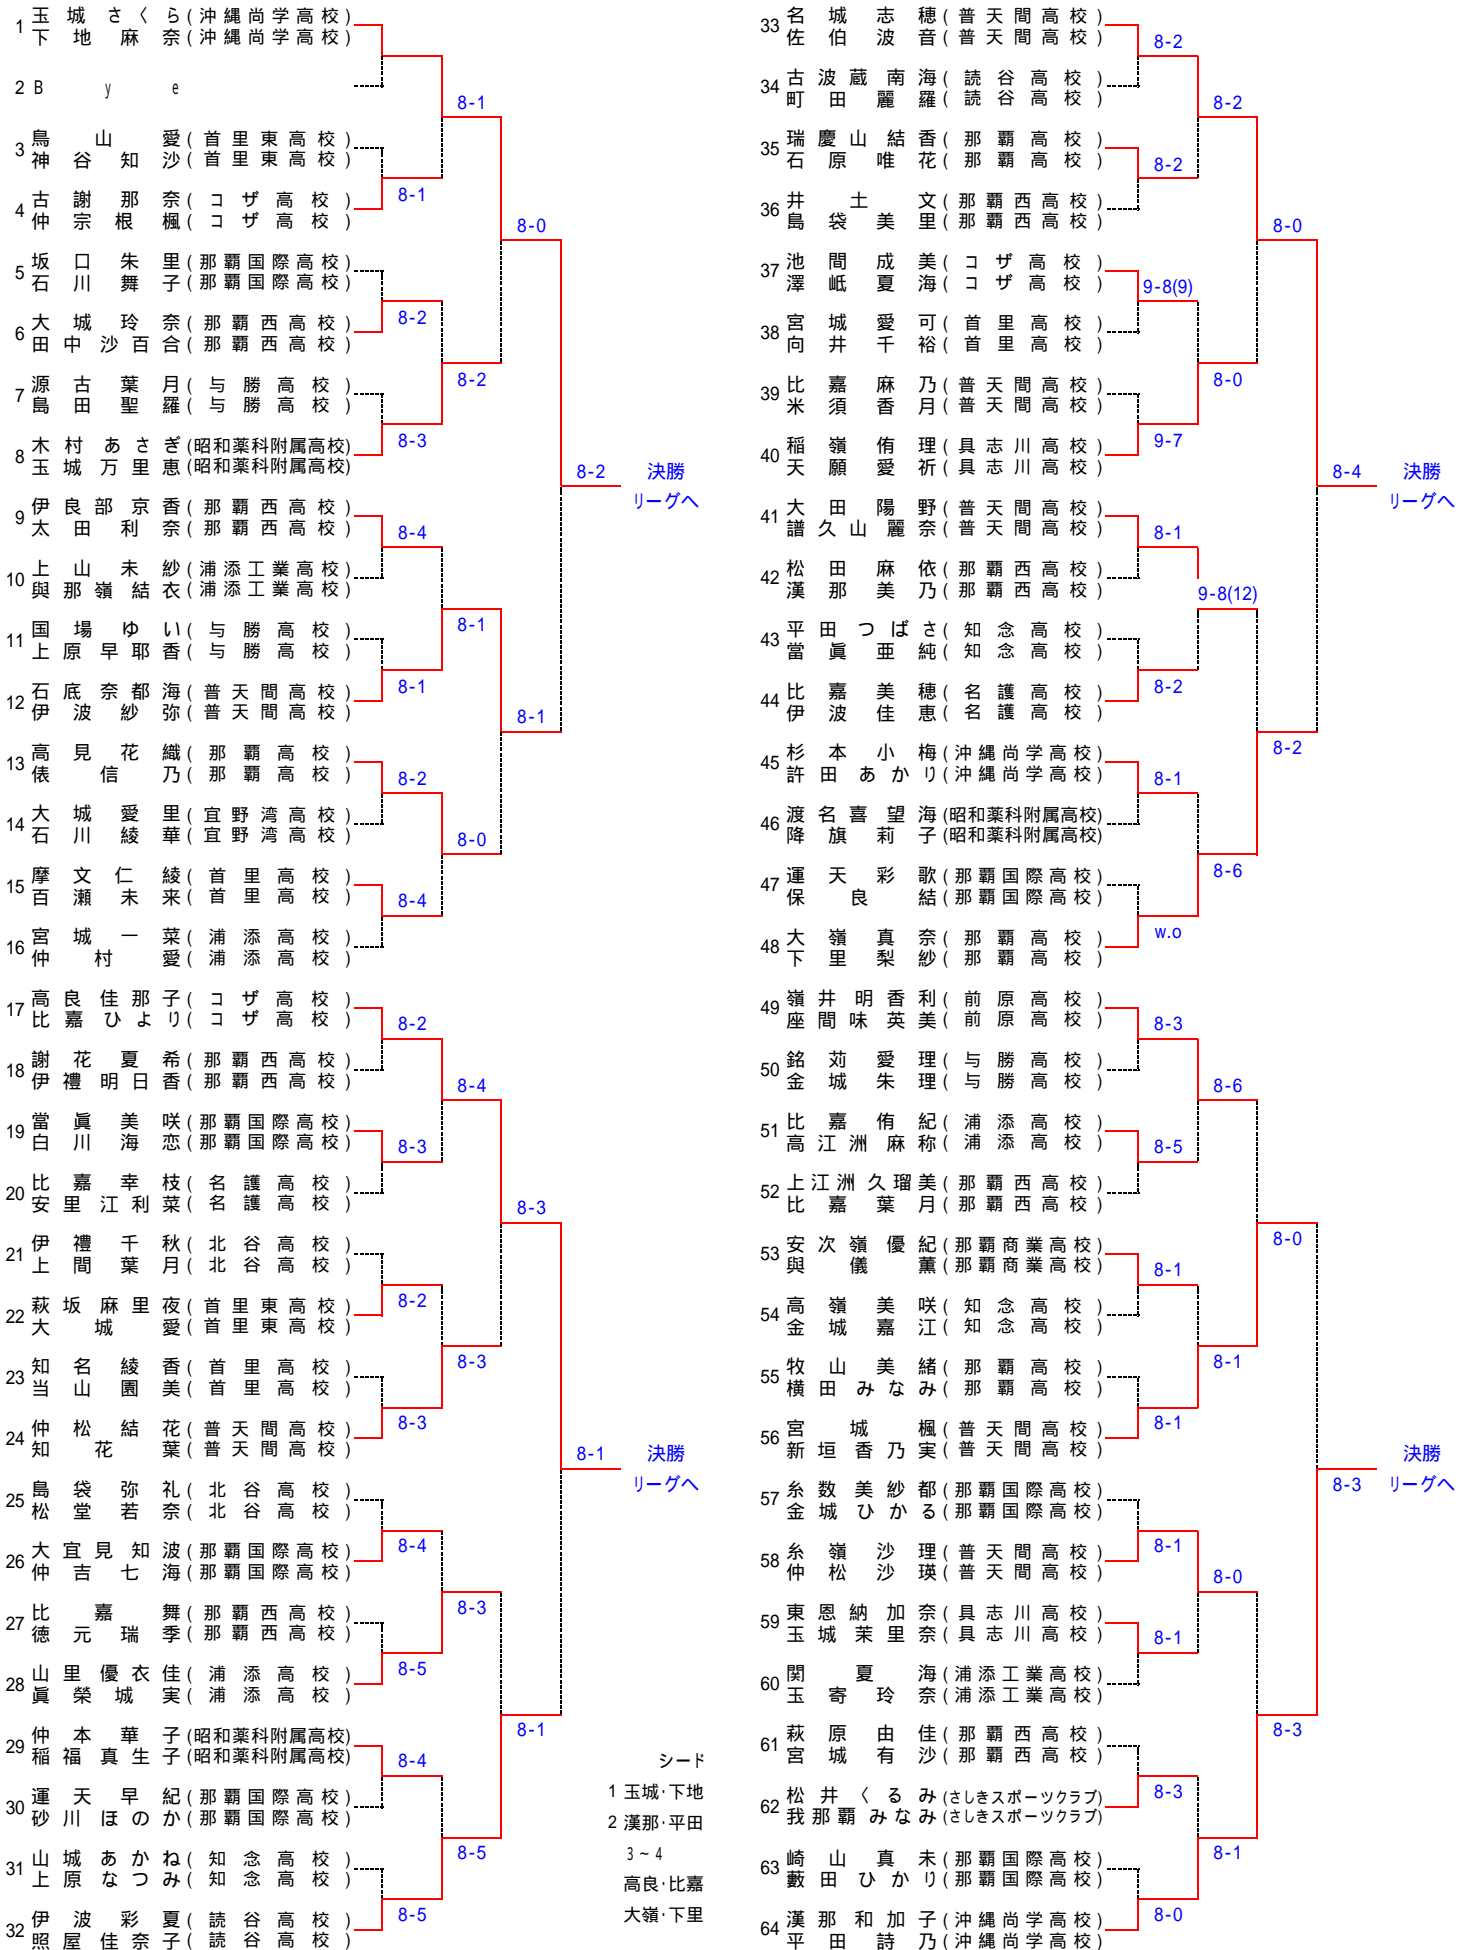 1 玉城さくら(沖縄尚学高校)
下地麻奈(沖縄尚学高校)
2 Bye
8-1
3 鳥山愛(首里東高校)
神谷知沙(首里東高校)
8-1
4 古謝那奈(コザ高校)
仲宗根楓(コザ高校)
8-0
5 坂口朱里(那覇国際高校)
石川舞子(那覇国際高校)
8-2
6 大城玲奈(那覇西高校)
田中沙百合(那覇西高校)
8-2
7 源古葉月(与勝高校)
島田聖羅(与勝高校)
8-3
8 木村あさぎ(昭和薬科附属高校)
玉城万里恵(昭和薬科附属高校)
8-2 決勝
リーグへ
9 伊良部京香(那覇西高校)
太田利奈(那覇西高校)
8-4
10 上山未紗(浦添工業高校)
與那嶺結衣(浦添工業高校)
8-1
11 国場ゆい(与勝高校)
上原早耶香(与勝高校)
8-1
12 石底奈都海(普天間高校)
伊波紗弥(普天間高校)
8-1
13 高見花織(那覇高校)
俵信乃(那覇高校)
8-2
14 大城愛里(宜野湾高校)
石川綾華(宜野湾高校)
8-0
15 摩文仁綾(首里高校)
百瀬未来(首里高校)
8-4
16 宮城一菜(浦添高校)
仲村愛(浦添高校)
17 高良佳那子(コザ高校)
比嘉ひより(コザ高校)
8-2
18 謝花夏希(那覇西高校)
伊禮明日香(那覇西高校)
8-4
19 當眞美咲(那覇国際高校)
白川海恋(那覇国際高校)
8-3
20 比嘉幸枝(名護高校)
安里江利菜(名護高校)
8-3
21 伊禮千秋(北谷高校)
上間葉月(北谷高校)
8-2
22 萩坂麻里夜(首里東高校)
大城愛(首里東高校)
8-3
23 知名綾香(首里高校)
当山園美(首里高校)
8-3
24 仲松結花(普天間高校)
知花葉(普天間高校)
8-1 決勝
リーグへ
25 島袋弥礼(北谷高校)
松堂若奈(北谷高校)
8-4
26 大宜見知波(那覇国際高校)
仲吉七海(那覇国際高校)
8-3
27 比嘉舞(那覇西高校)
徳元瑞季(那覇西高校)
8-5
28 山里優衣佳(浦添高校)
眞榮城実(浦添高校)
8-1
29 仲本華子(昭和薬科附属高校)
稲福真生子(昭和薬科附属高校)
8-4
30 運天早紀(那覇国際高校)
砂川ほのか(那覇国際高校)
8-5
31 山城あかね(知念高校)
上原なつみ(知念高校)
8-5
32 伊波彩夏(読谷高校)
照屋佳奈子(読谷高校)
シード
1 玉城・下地
2 漢那・平田
3~4
高良・比嘉
大嶺・下里
33 名城志穂(普天間高校)
佐伯波音(普天間高校)
8-2
34 古波蔵南海(読谷高校)
町田麗羅(読谷高校)
8-2
35 瑞慶山結香(那覇高校)
石原唯花(那覇高校)
8-2
36 井土文(那覇西高校)
島袋美里(那覇西高校)
8-0
37 池間成美(コザ高校)
澤岻夏海(コザ高校)
9-8(9)
38 宮城愛可(首里高校)
向井千裕(首里高校)
8-0
39 比嘉麻乃(普天間高校)
米須香月(普天間高校)
9-7
40 稲嶺侑理(具志川高校)
天願愛祈(具志川高校)
8-4 決勝
リーグへ
41 大田陽野(普天間高校)
譜久山麗奈(普天間高校)
8-1
42 松田麻依(那覇西高校)
漢那美乃(那覇西高校)
9-8(12)
43 平田つばさ(知念高校)
當眞亜純(知念高校)
8-2
44 比嘉美穂(名護高校)
伊波佳恵(名護高校)
8-2
45 杉本小梅(沖縄尚学高校)
許田あかり(沖縄尚学高校)
8-1
46 渡名喜望海(昭和薬科附属高校)
降旗莉子(昭和薬科附属高校)
8-6
47 運天彩歌(那覇国際高校)
保良結(那覇国際高校)
w.o
48 大嶺真奈(那覇高校)
下里梨紗(那覇高校)
49 嶺井明香利(前原高校)
座間味英美(前原高校)
8-3
50 銘苅愛理(与勝高校)
金城朱理(与勝高校)
8-6
51 比嘉侑紀(浦添高校)
高江洲麻称(浦添高校)
8-5
52 上江洲久瑠美(那覇西高校)
比嘉葉月(那覇西高校)
8-0
53 安次嶺優紀(那覇商業高校)
與儀薫(那覇商業高校)
8-1
54 高嶺美咲(知念高校)
金城嘉江(知念高校)
8-1
55 牧山美緒(那覇高校)
横田みなみ(那覇高校)
8-1
56 宮城楓(普天間高校)
新垣香乃実(普天間高校)
8-3 決勝
リーグへ
57 糸数美紗都(那覇国際高校)
金城ひかる(那覇国際高校)
8-1
58 糸嶺沙理(普天間高校)
仲松沙瑛(普天間高校)
8-0
59 東恩納加奈(具志川高校)
玉城茉里奈(具志川高校)
8-1
60 関夏海(浦添工業高校)
玉寄玲奈(浦添工業高校)
8-3
61 萩原由佳(那覇西高校)
宮城有沙(那覇西高校)
8-3
62 松井くるみ(さしきスポーツクラブ)
我那覇みなみ(さしきスポーツクラブ)
8-1
63 崎山真未(那覇国際高校)
藪田ひかり(那覇国際高校)
8-0
64 漢那和加子(沖縄尚学高校)
平田詩乃(沖縄尚学高校)